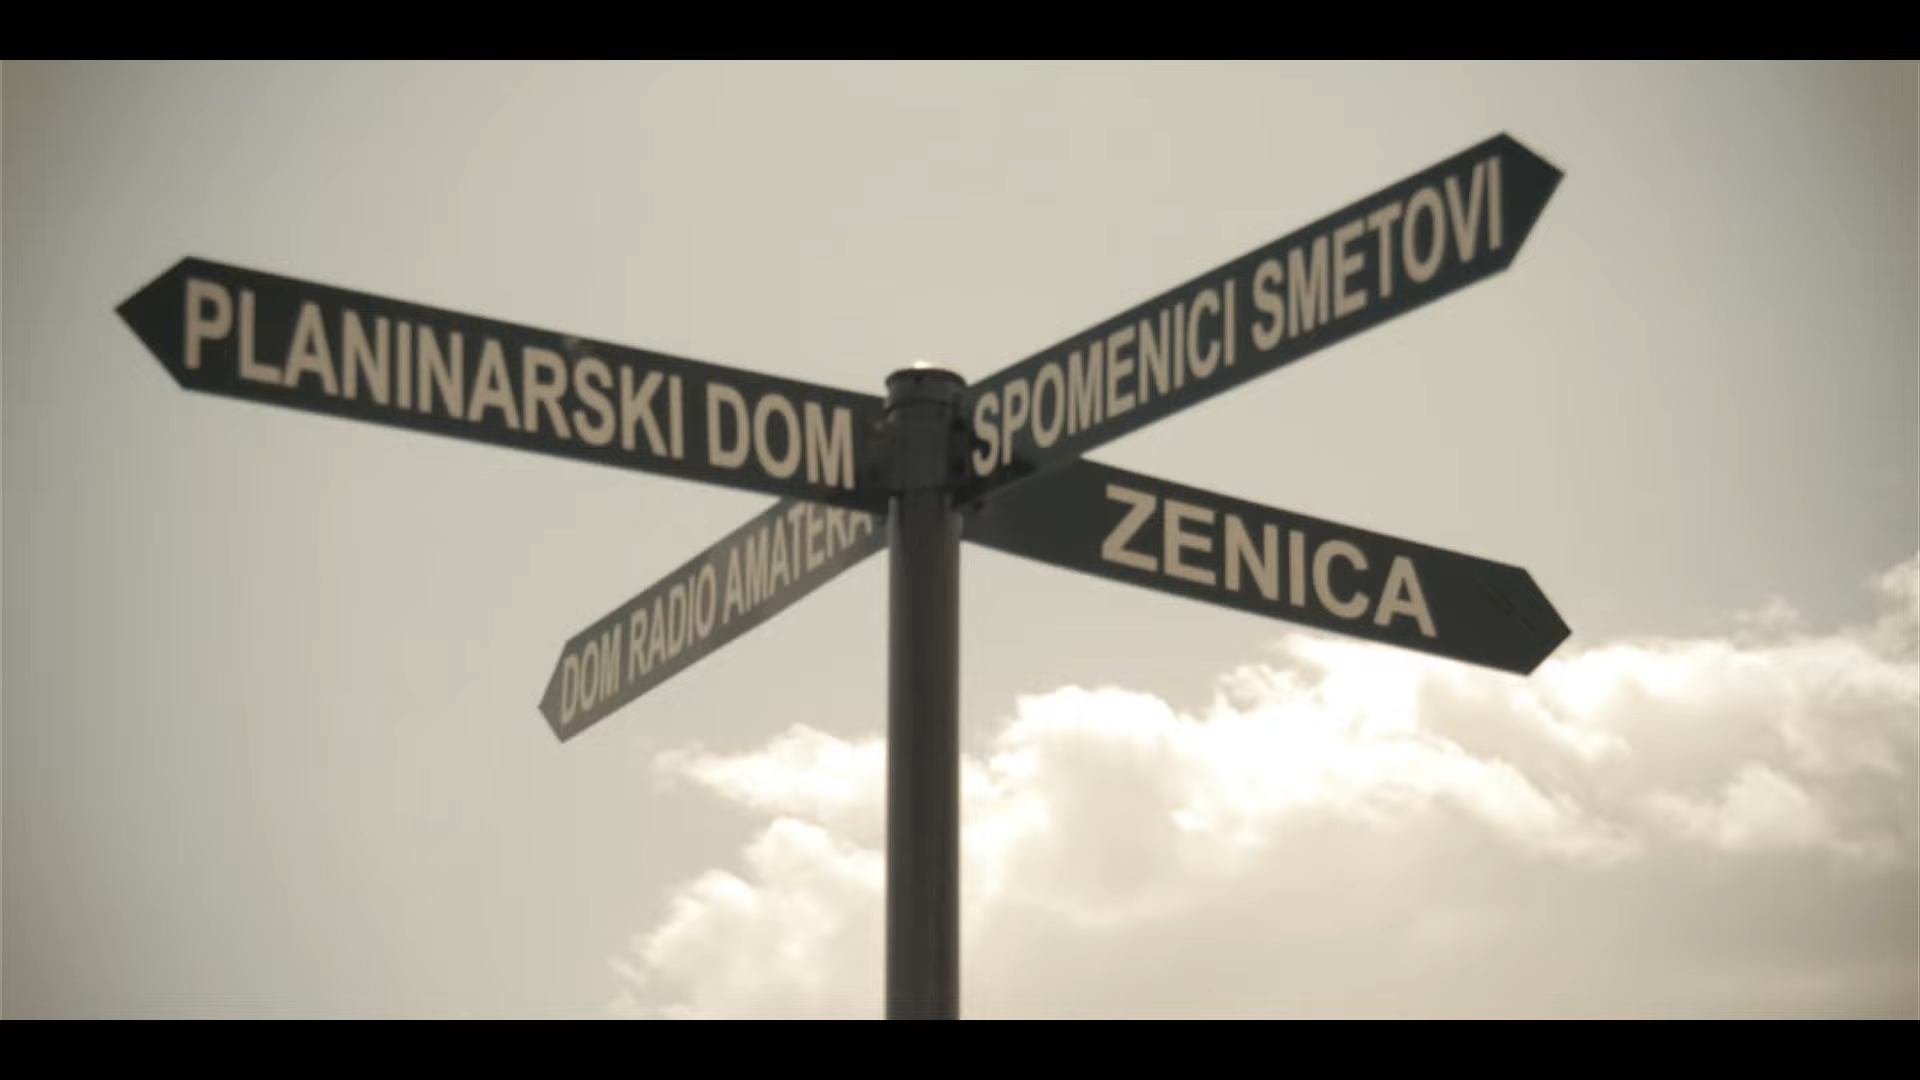 PLANINARSKI DOM
SPOMENICI SMETOVI
DOM RADIO AMATERA
ZENICA